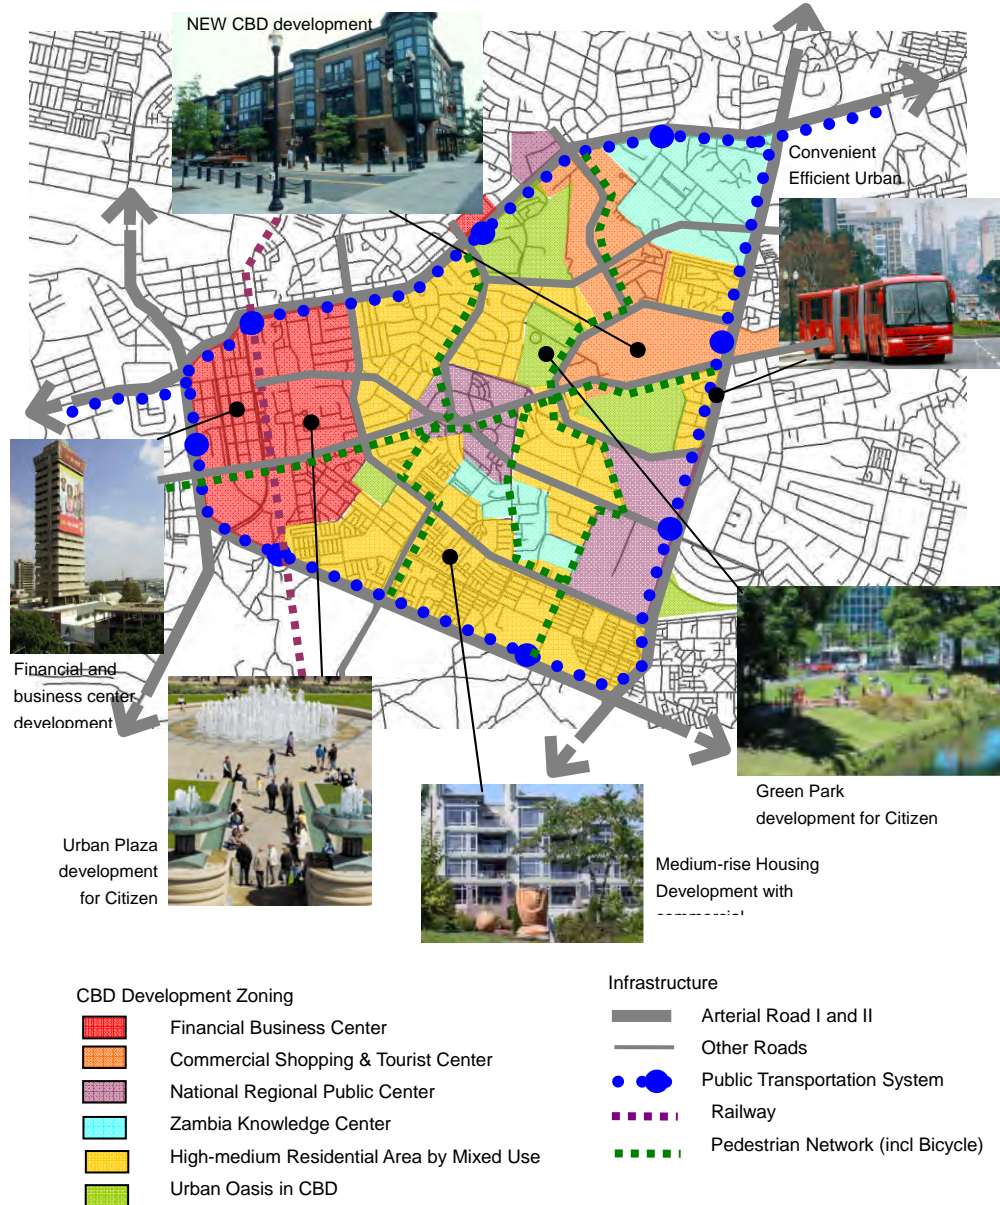 NEW CBD development
Convenient
Efficient Urban
Financial and
business center
development
Urban Plaza
development
for Citizen
Green Park
development for Citizen
Medium-rise Housing
Development with
commercial
CBD Development Zoning
Financial Business Center
Commercial Shopping & Tourist Center
National Regional Public Center
Zambia Knowledge Center
High-medium Residential Area by Mixed Use
Urban Oasis in CBD
Infrastructure
Arterial Road I and II
Other Roads
Public Transportation System
Railway
Pedestrian Network (incl Bicycle)